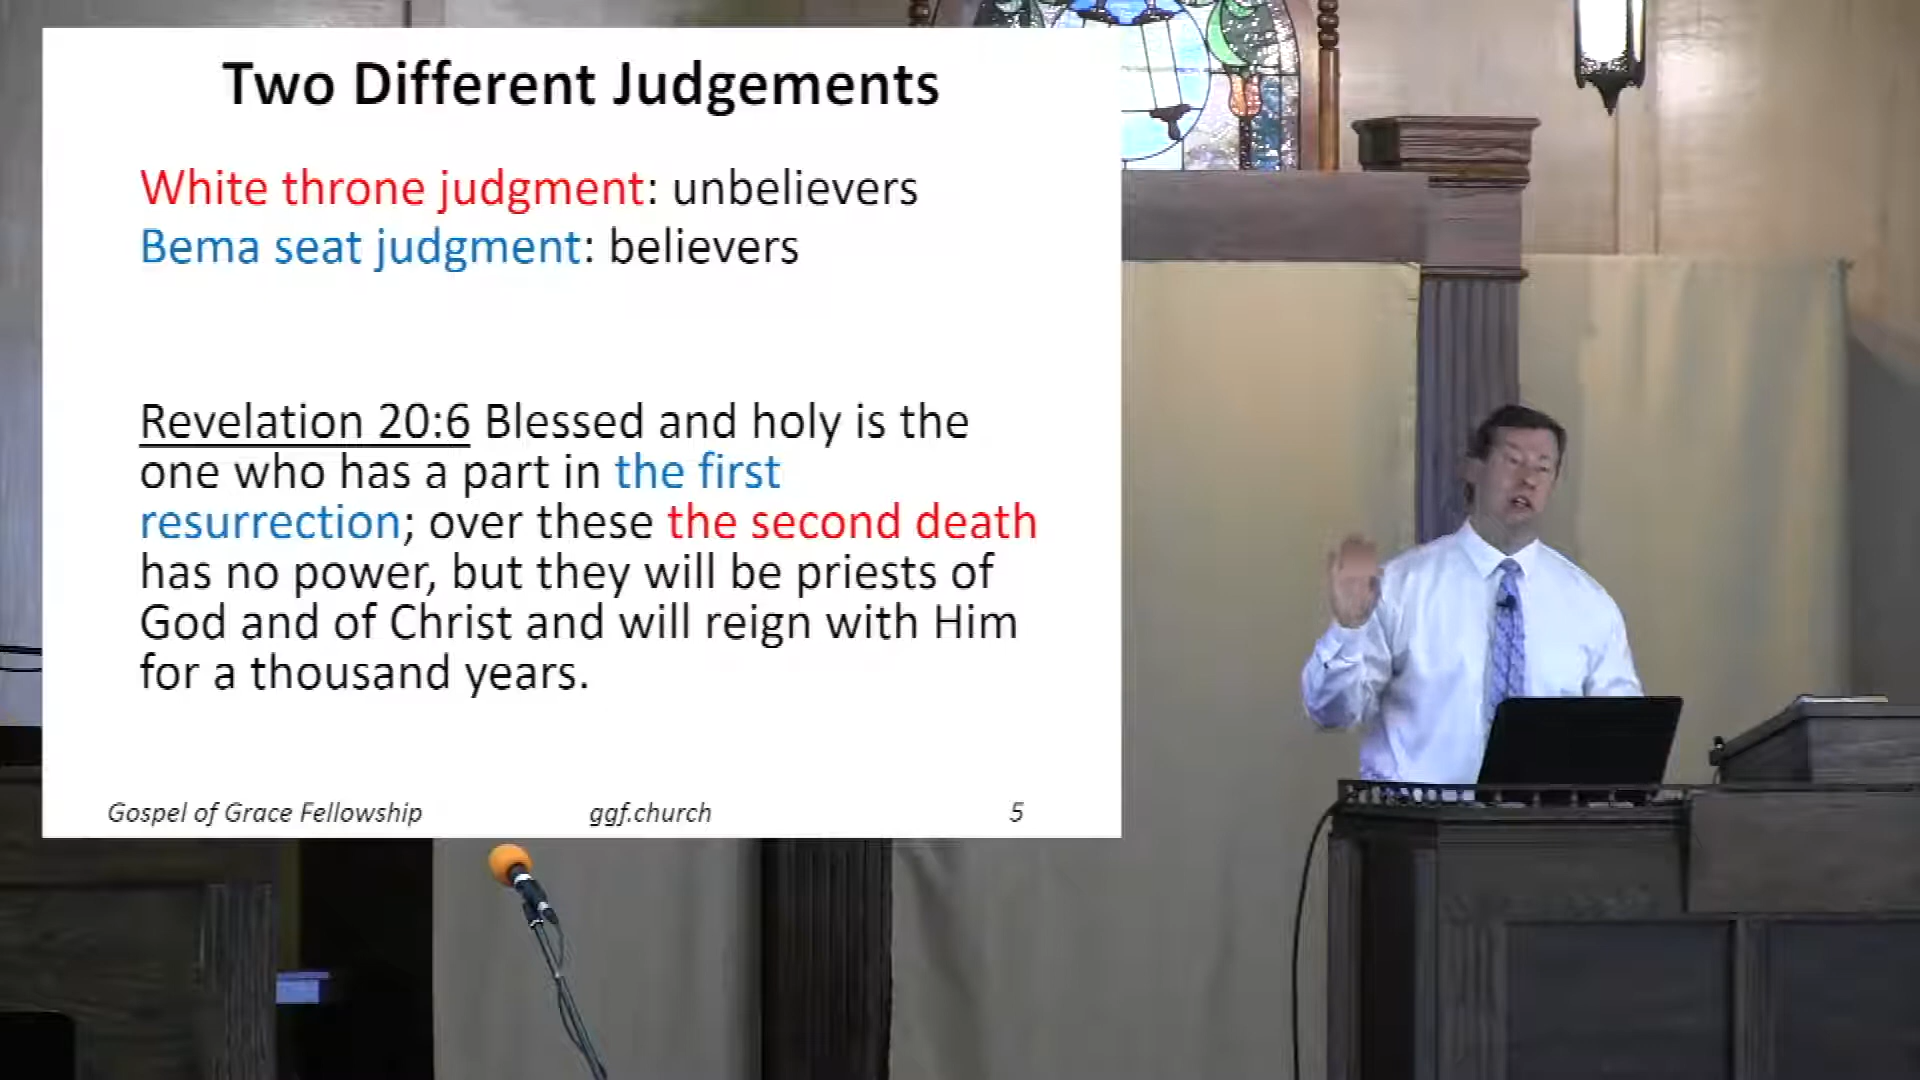 Two Different Judgements
White throne judgment: unbelievers
Bema seat judgment: believers
Revelation 20:6 Blessed and holy is the
one who has a part in the first
resurrection; over these the second death
has no power, but they will be priests of
God and of Christ and will reign with Him
for a thousand years.
Gospel of Grace Fellowship ggf.church 5